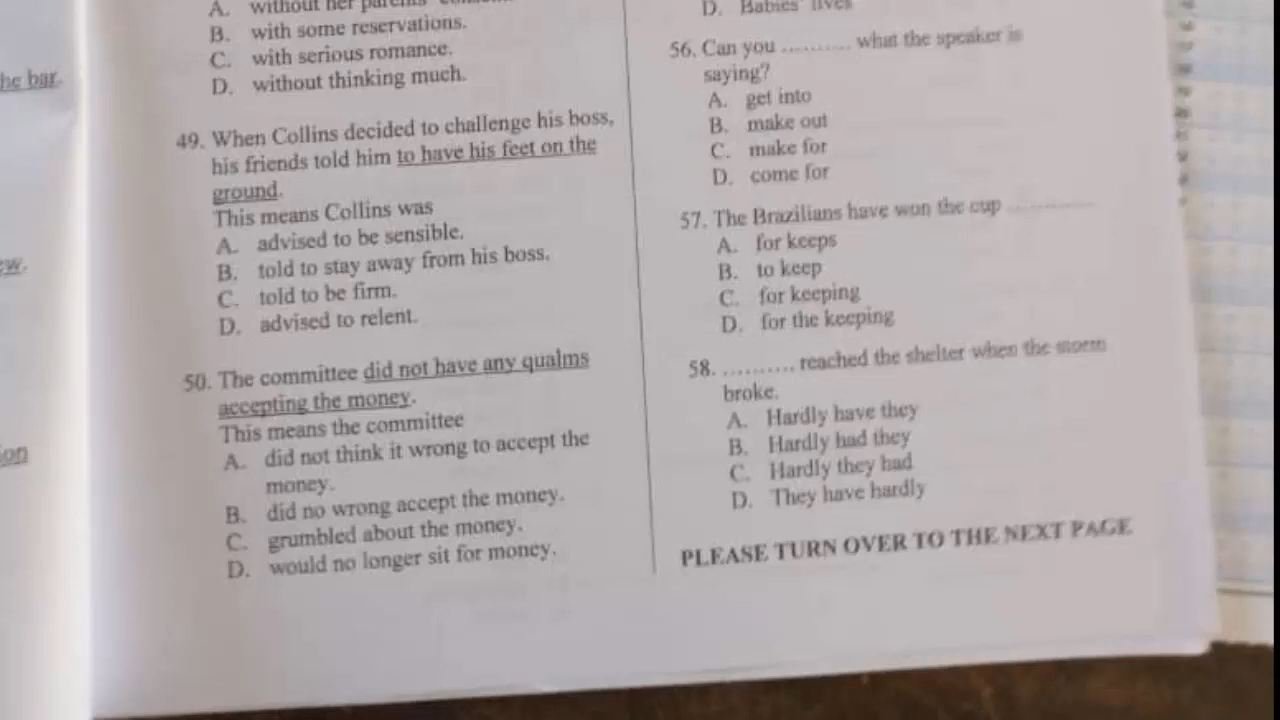 he bar.
ew.
ion
A. without her parents'
B. with some reservations.
C. with serious romance.
D. without thinking much.
49. When Collins decided to challenge his boss,
his friends told him to have his feet on the
ground.
This means Collins was
A. advised to be sensible.
B. told to stay away from his boss.
C. told to be firm.
D. advised to relent.
50. The committee did not have any qualms
accepting the money.
This means the committee
A. did not think it wrong to accept the
money.
B. did no wrong accept the money.
C. grumbled about the money.
D. would no longer sit for money.
D. Babies' lives
56. Can you .......... what the speaker is
saying?
A. get into
B. make out
C. make for
D. come for
57. The Brazilians have won the cup .............
A. for keeps
B. to keep
C. for keeping
D. for the keeping
58. .......... reached the shelter when the storm
broke.
A. Hardly have they
B. Hardly had they
C. Hardly they had
D. They have hardly
PLEASE TURN OVER TO THE NEXT PAGE